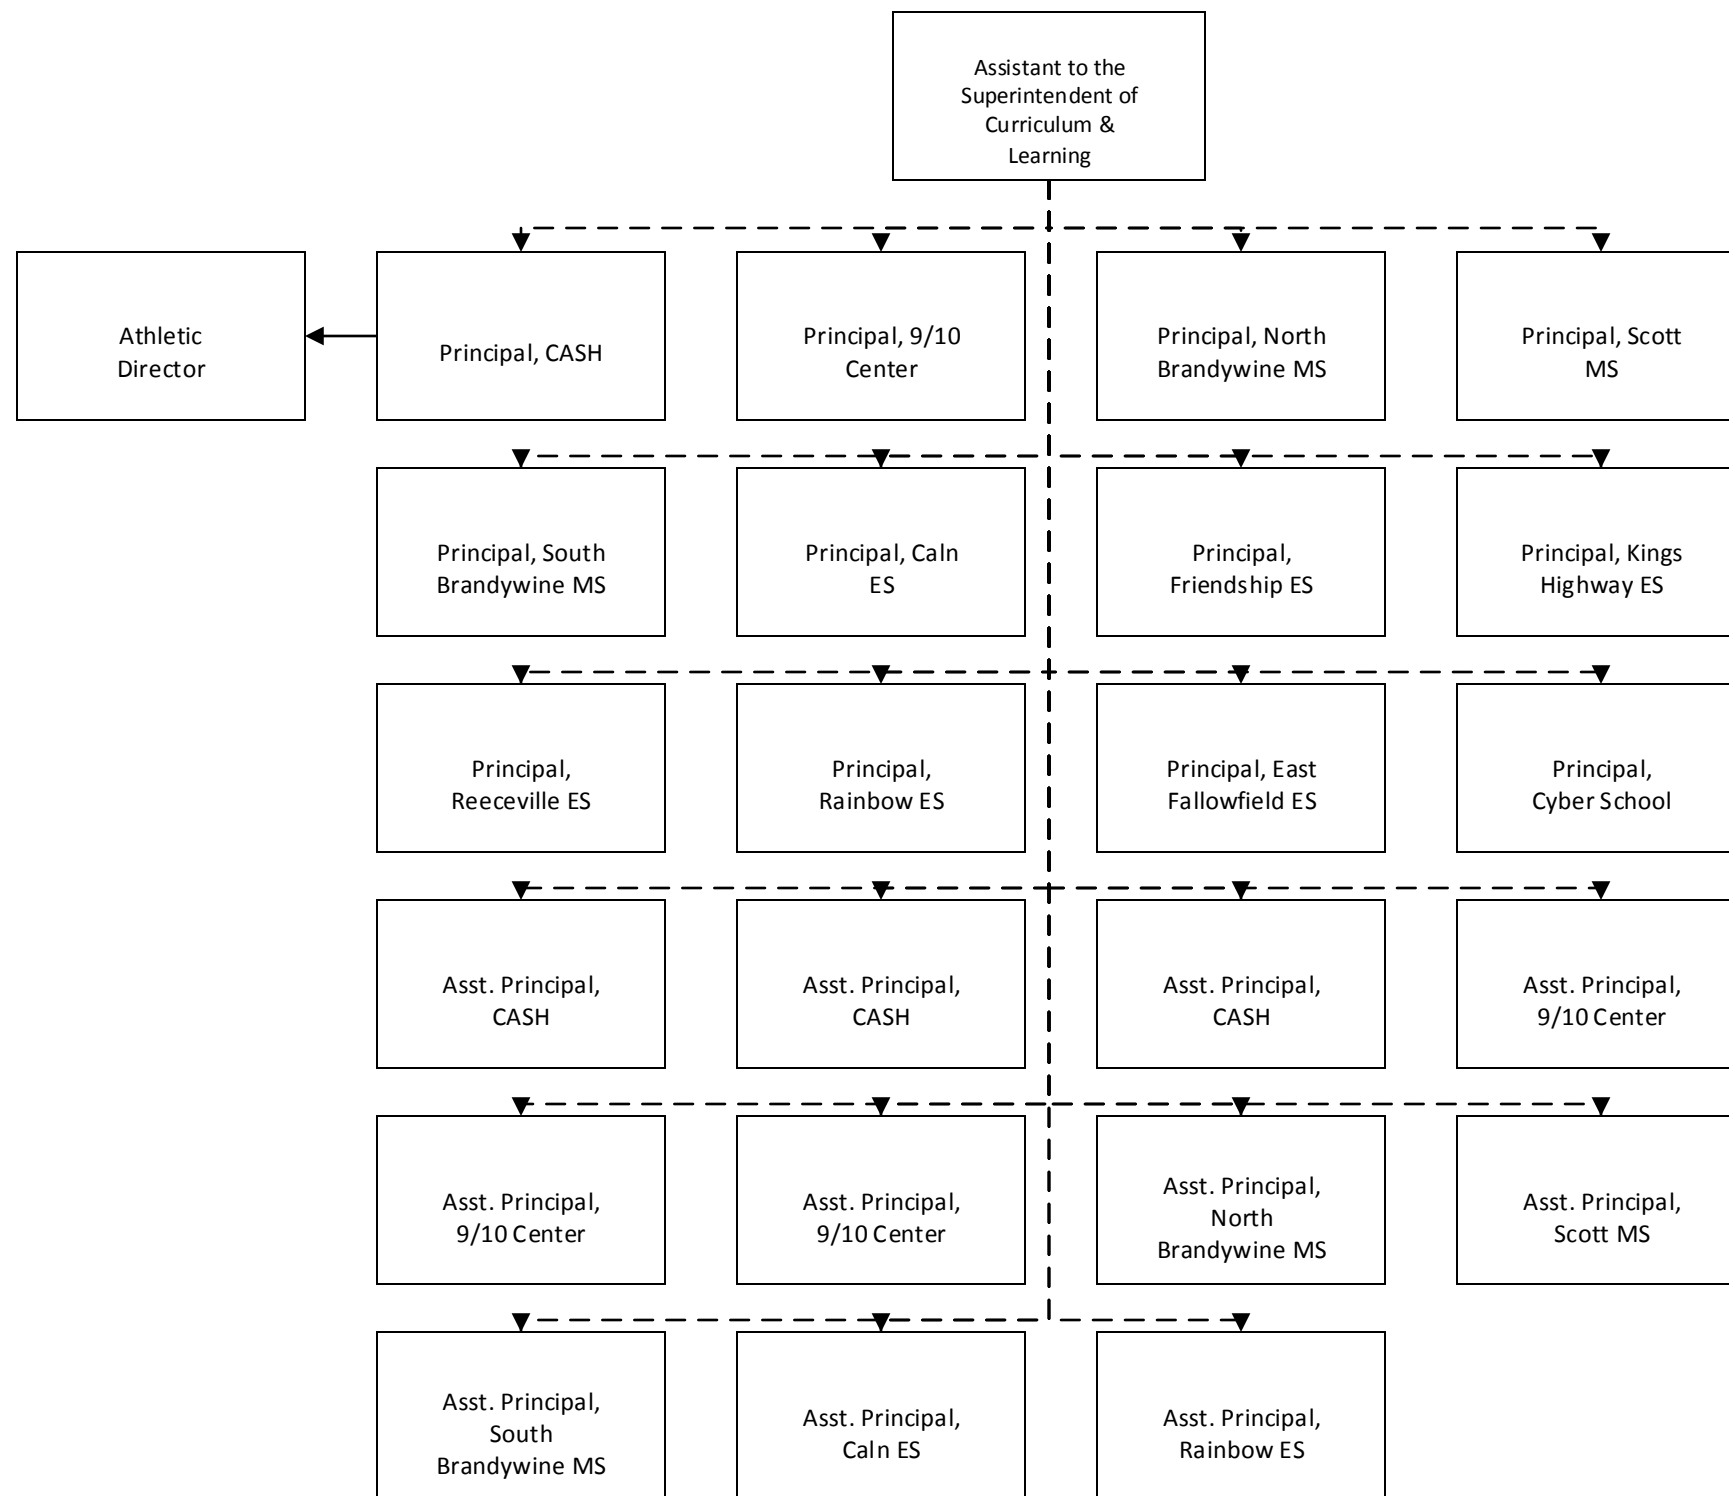 Assistant to the
Superintendent of
Curriculum &
Learning
Athletic
Director
Principal, CASH
Principal, 9/10
Center
Principal, North
Brandywine MS
Principal, Scott
MS
Principal, South
Brandywine MS
Principal, Caln
ES
Principal,
Friendship ES
Principal, Kings
Highway ES
Principal,
Reeceville ES
Principal,
Rainbow ES
Principal, East
Fallowfield ES
Principal,
Cyber School
Asst. Principal,
CASH
Asst. Principal,
CASH
Asst. Principal,
CASH
Asst. Principal,
9/10 Center
Asst. Principal,
9/10 Center
Asst. Principal,
9/10 Center
Asst. Principal,
North
Brandywine MS
Asst. Principal,
Scott MS
Asst. Principal,
South
Brandywine MS
Asst. Principal,
Caln ES
Asst. Principal,
Rainbow ES